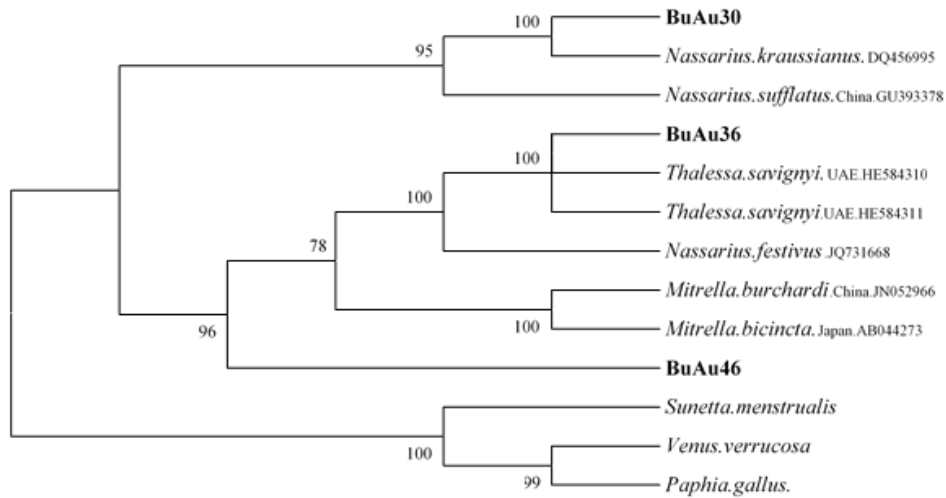 100
BuAu30
95
Nassarius.kraussianus. DQ456995
Nassarius.sufflatus.China.GU393378
BuAu36
100
Thalessa.savignyi. UAE.HE584310
100
Thalessa.savignyi.UAE.HE584311
78
Nassarius.festivus.JQ731668
Mitrella.burchardi.China.JN052966
96
100
Mitrella.bicincta.Japan.AB044273
BuAu46
Sunetta.menstrualis
100
Venus.verrucosa
99
Paphia.gallus.